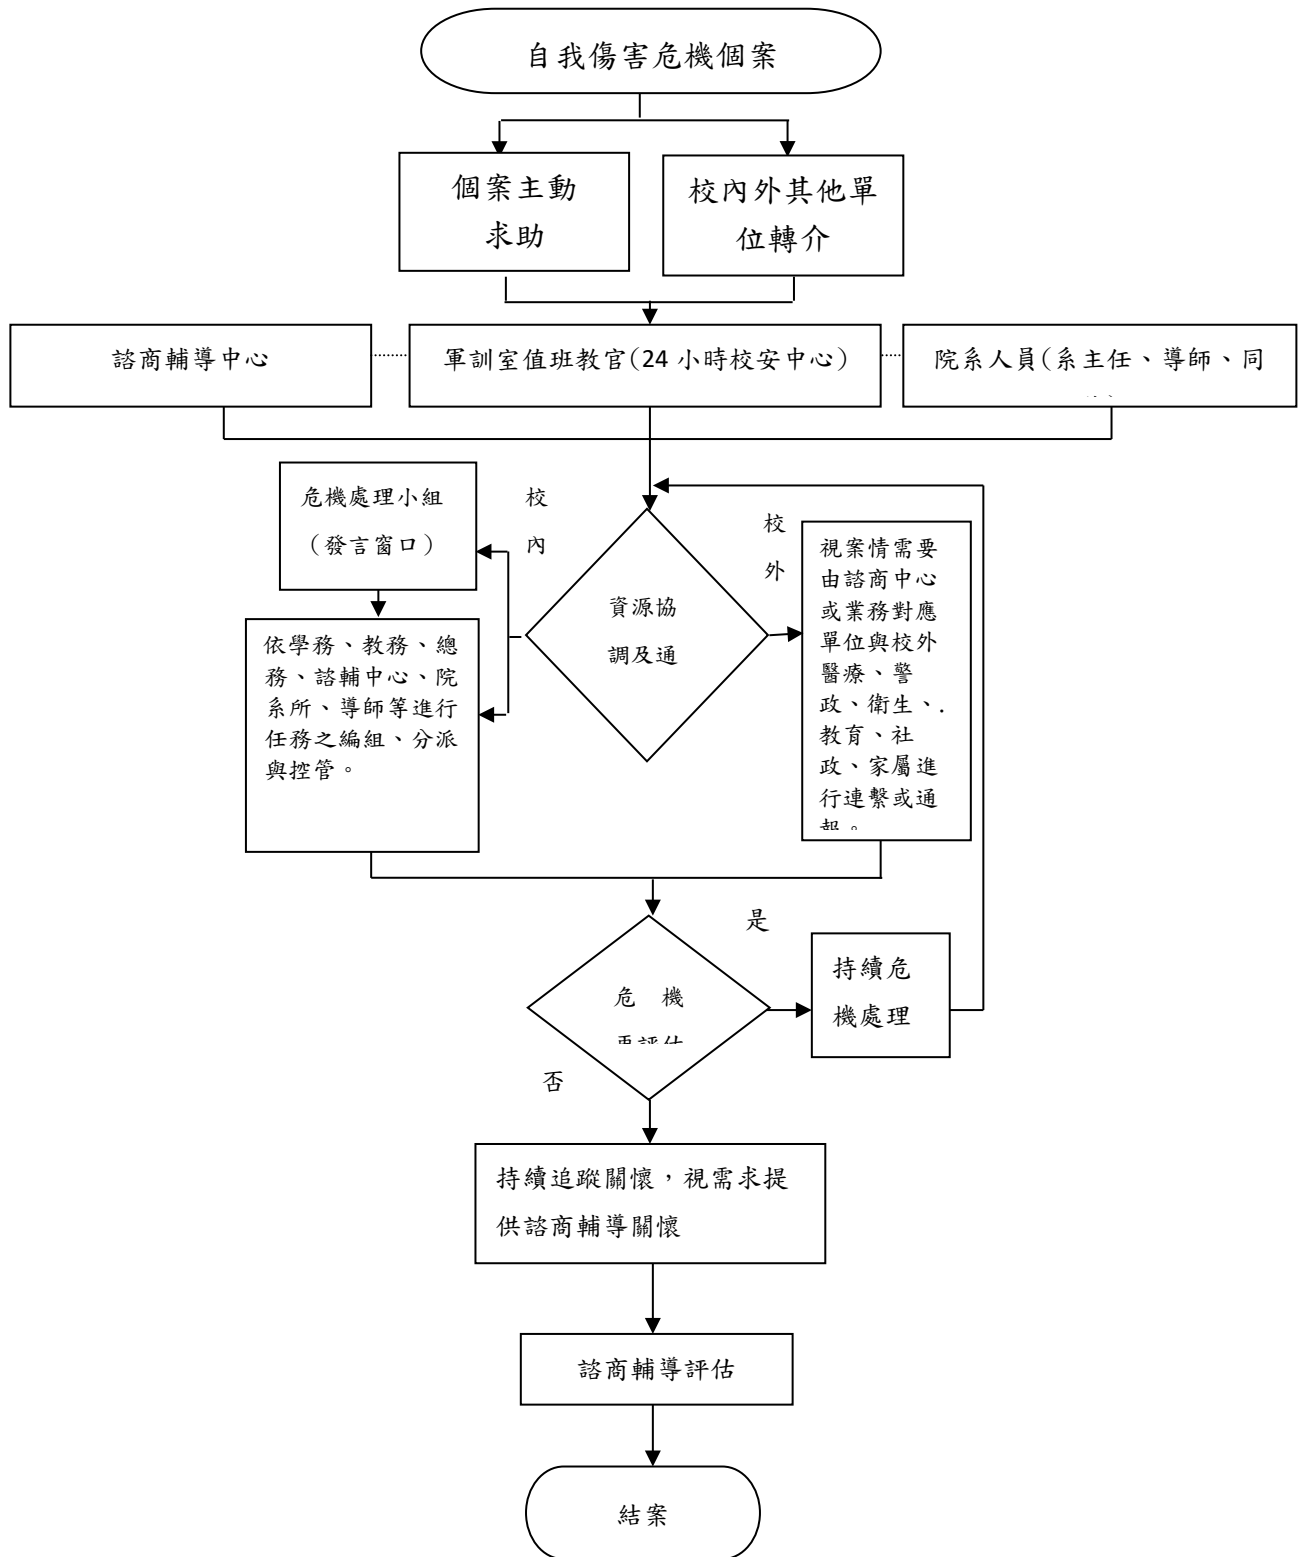 自我傷害危機個案
個案主動
求助
校內外其他單
位轉介
諮商輔導中心
軍訓室值班教官(24 小時校安中心)
院系人員(系主任、導師、同
危機處理小組
(發言窗口)
校
內
資源協
調及通
校
外
視案情需要
由諮商中心
或業務對應
單位與校外
醫療、警
政、衛生、.
教育、社
政、家屬進
行連繫或通
依學務、教務、總
務、諮輔中心、院
系所、導師等進行
任務之編組、分派
與控管。
是
危 機
持續危
機處理
否
持續追蹤關懷，視需求提
供諮商輔導關懷
諮商輔導評估
結案